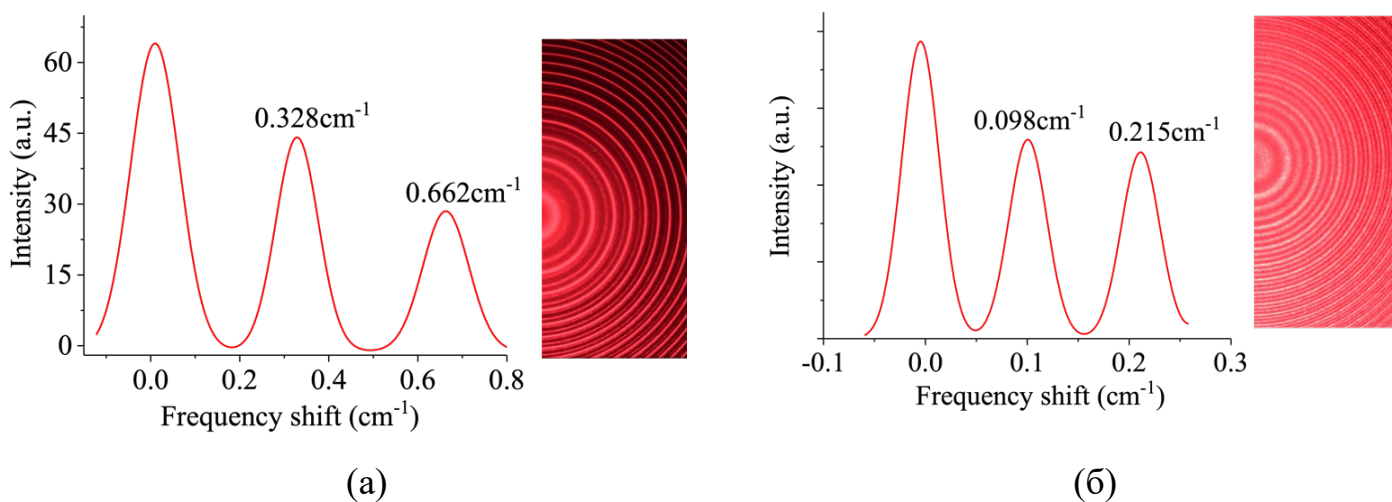 Intensity (a.u.)
60
45
30
15
0
0.328cm⁻¹
0.662cm⁻¹
0.0 0.2 0.4 0.6 0.8
Frequency shift (cm⁻¹)
(а)
Intensity (a.u.)
0.098cm⁻¹
0.215cm⁻¹
-0.1 0.0 0.1 0.2 0.3
Frequency shift (cm⁻¹)
(б)